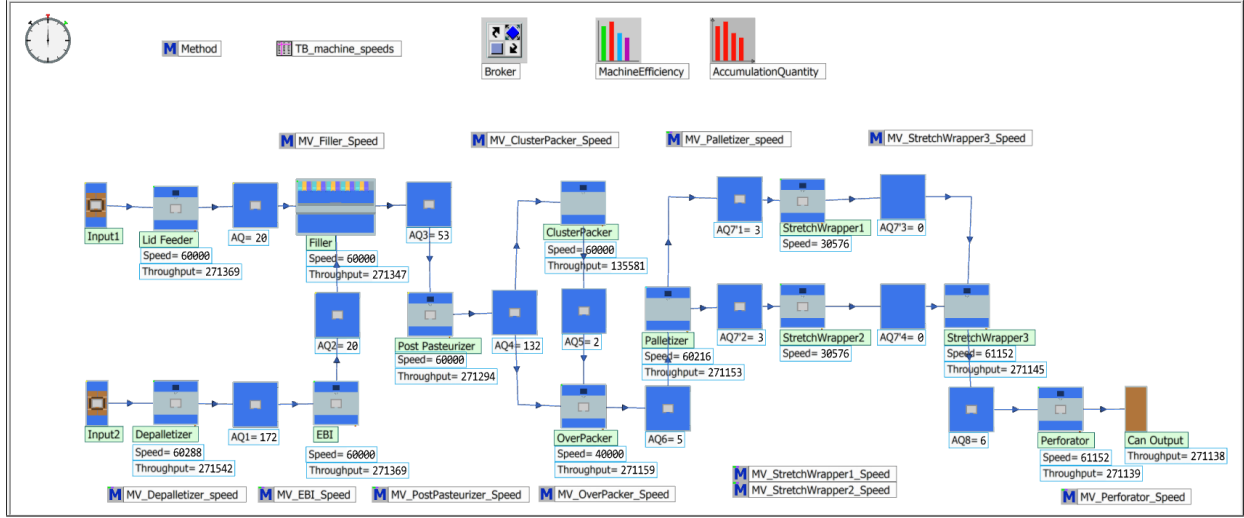 Method
TB_machine_speeds
Broker
MachineEfficiency
AccumulationQuantity
MV_Filler_Speed
MV_ClusterPacker_Speed
MV_Palletizer_speed
MV_StretchWrapper3_Speed
Input1
Lid Feeder
Speed= 60000
Throughput= 271369
AQ= 20
Filler
Speed= 60000
Throughput= 271347
AQ3= 53
ClusterPacker
Speed= 60000
Throughput= 135581
AQ7'1= 3
StretchWrapper1
Speed= 30576
AQ7'3= 0
AQ2= 20
Post Pasteurizer
Speed= 60000
Throughput= 271294
AQ4= 132
AQ5= 2
Palletizer
Speed= 60216
Throughput= 271153
AQ7'2= 3
StretchWrapper2
Speed= 30576
AQ7'4= 0
StretchWrapper3
Speed= 61152
Throughput= 271145
Input2
Depalletizer
Speed= 60288
Throughput= 271542
AQ1= 172
EBI
Speed= 60000
Throughput= 271369
OverPacker
Speed= 40000
Throughput= 271159
AQ6= 5
AQ8= 6
Perforator
Speed= 61152
Throughput= 271139
Can Output
Throughput= 271138
MV_StretchWrapper1_Speed
MV_StretchWrapper2_Speed
MV_Depalletizer_speed
MV_EBI_Speed
MV_PostPasteurizer_Speed
MV_OverPacker_Speed
MV_Perforator_Speed